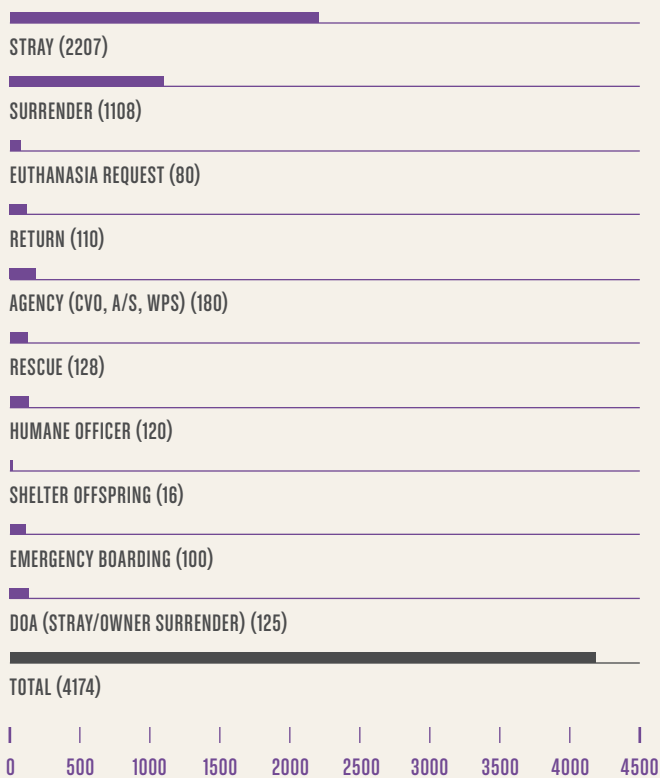 STRAY (2207)
SURRENDER (1108)
EUTHANASIA REQUEST (80)
RETURN (110)
AGENCY (CVO, A/S, WPS) (180)
RESCUE (128)
HUMANE OFFICER (120)
SHELTER OFFSPRING (16)
EMERGENCY BOARDING (100)
DOA (STRAY/OWNER SURRENDER) (125)
TOTAL (4174)
0 500 1000 1500 2000 2500 3000 3500 4000 4500